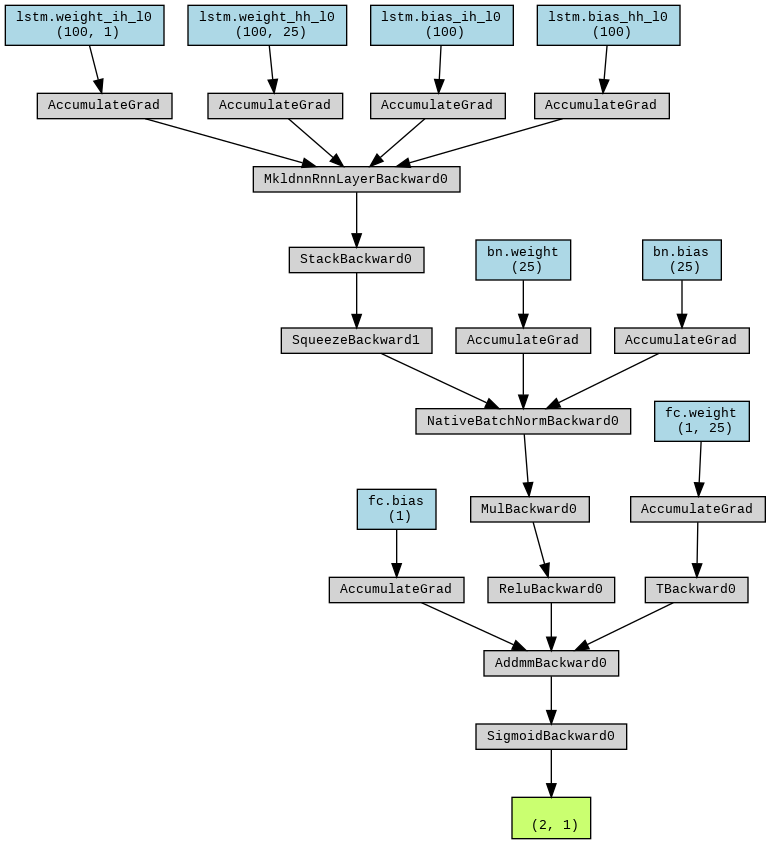 lstm.weight_ih_l0
(100, 1)
lstm.weight_hh_l0
(100, 25)
lstm.bias_ih_l0
(100)
lstm.bias_hh_l0
(100)
AccumulateGrad
AccumulateGrad
AccumulateGrad
AccumulateGrad
MkldnnRnnLayerBackward0
StackBackward0
bn.weight
(25)
bn.bias
(25)
SqueezeBackward1
AccumulateGrad
AccumulateGrad
NativeBatchNormBackward0
fc.weight
(1, 25)
fc.bias
(1)
MulBackward0
AccumulateGrad
AccumulateGrad
ReluBackward0
TBackward0
AddmmBackward0
SigmoidBackward0
(2, 1)